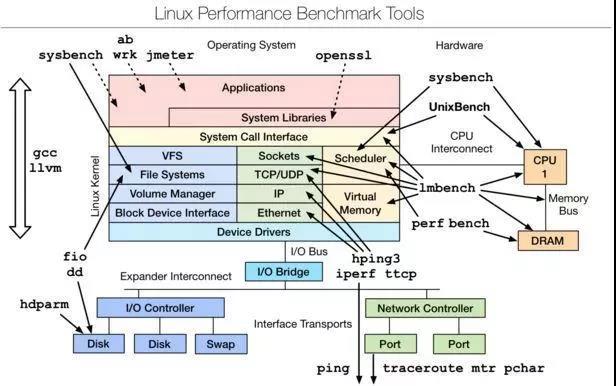 Linux Performance Benchmark Tools
Operating System
Hardware
ab
wrk
sysbench
jmeter
openssl
sysbench
UnixBench
Applications
System Libraries
System Call Interface
CPU
Interconnect
gcc
llvm
Linux Kernel
VFS
Sockets
Scheduler
File Systems
TCP/UDP
Volume Manager
IP
Virtual
Memory
Block Device Interface
Ethernet
Device Drivers
CPU
1
lmbench
Memory
Bus
perf bench
DRAM
I/O Bus
fio
dd
hping3
iperf ttcp
Expander Interconnect
I/O Bridge
hdparm
I/O Controller
Interface Transports
Network Controller
Disk
Disk
Swap
Port
Port
ping
traceroute mtr pchar